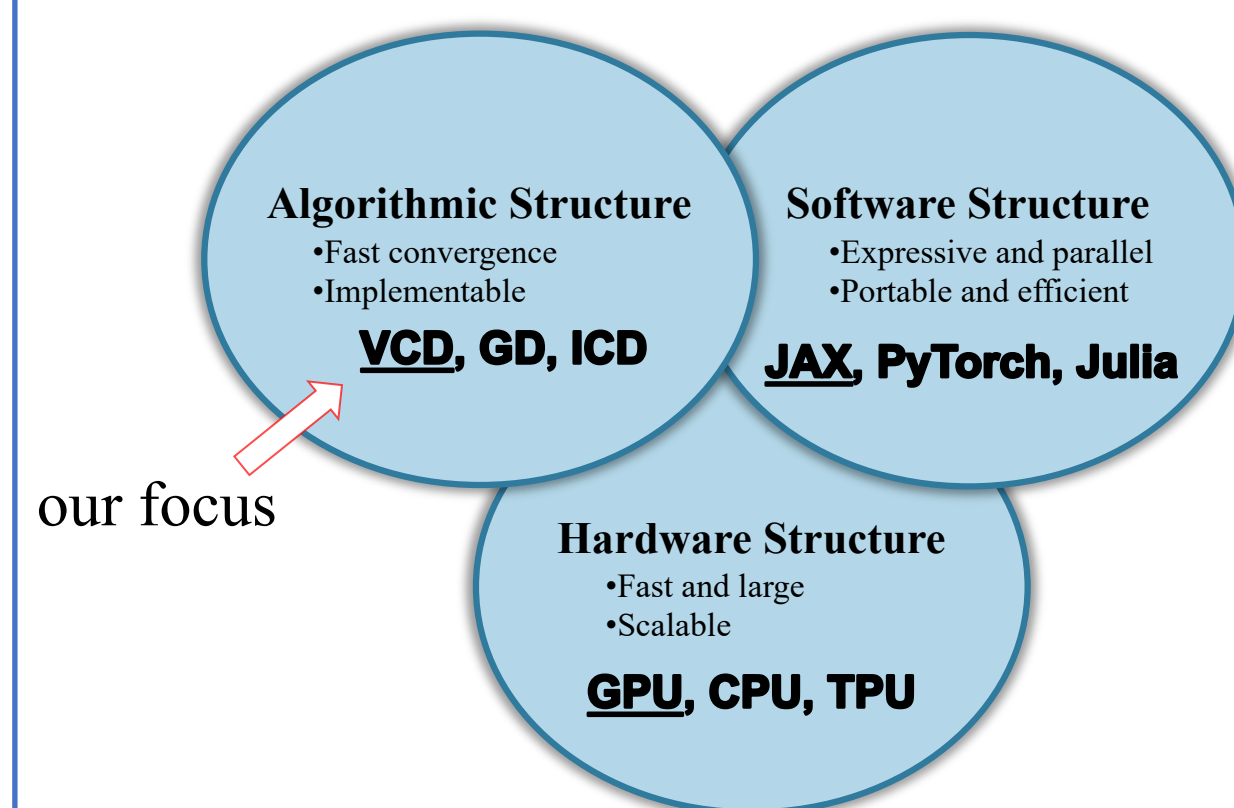 Algorithmic Structure
•Fast convergence
•Implementable
VCD, GD, ICD
Software Structure
•Expressive and parallel
•Portable and efficient
JAX, PyTorch, Julia
our focus
Hardware Structure
•Fast and large
•Scalable
GPU, CPU, TPU